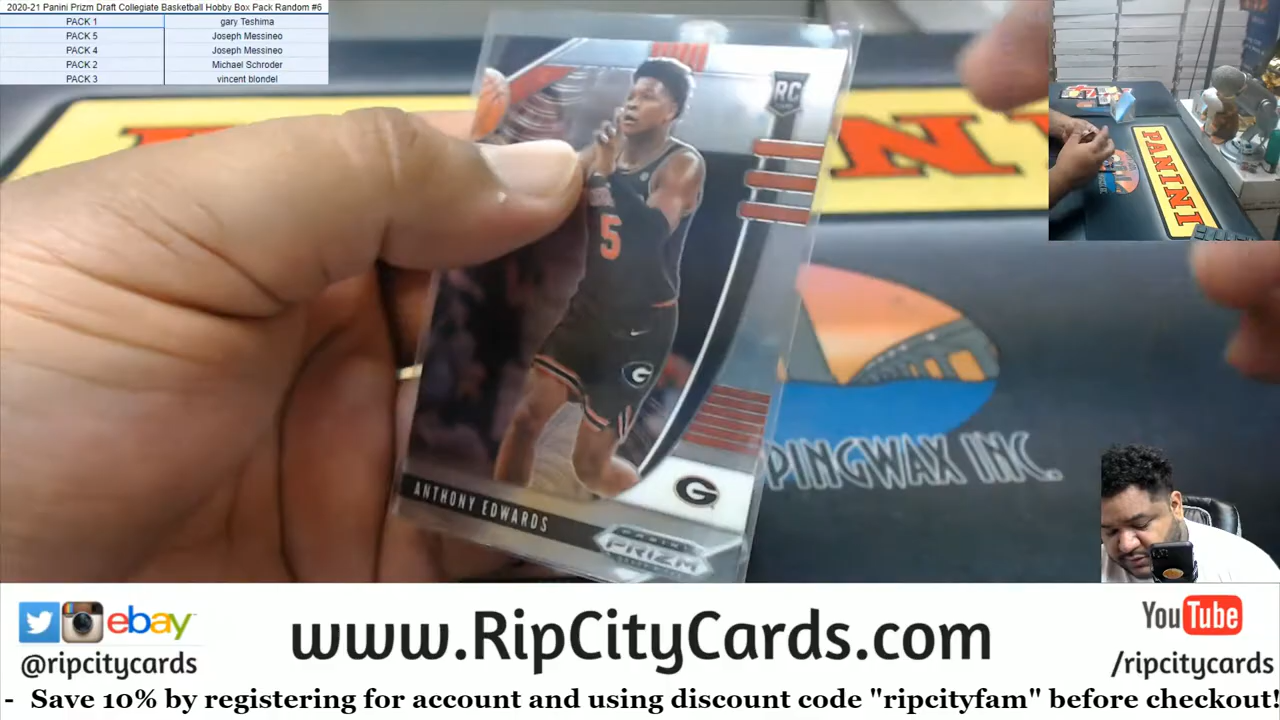 2020-21 Panini Prizm Draft Collegiate Basketball Hobby Box Pack Random #6
PACK 1 gary Teshima
PACK 5 Joseph Messineo
PACK 4 Joseph Messineo
PACK 2 Michael Schroder
PACK 3 vincent blondel
RC
NI
PANINI
5
G
G
PINGWAX INC.
ANTHONY EDWARDS
PANINI
PRIZM
ebay
www.RipCityCards.com
YouTube
@ripcitycards
/ripcitycards
- Save 10% by registering for account and using discount code "ripcityfam" before checkout!